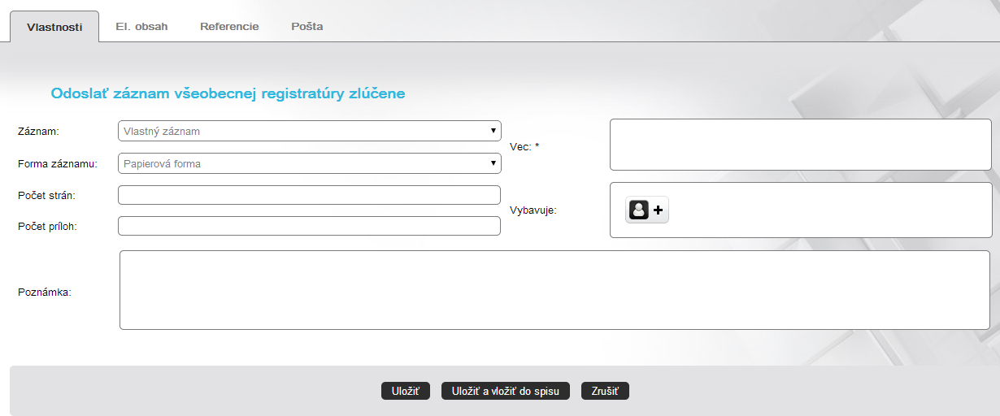 Vlastnosti El. obsah Referencie Pošta
Odoslať záznam všeobecnej registratúry zlúčene
Záznam: Vlastný záznam
Vec: *
Forma záznamu: Papierová forma
Počet strán:
Vybavuje:
Počet príloh:
Poznámka:
Uložiť Uložiť a vložiť do spisu Zrušiť